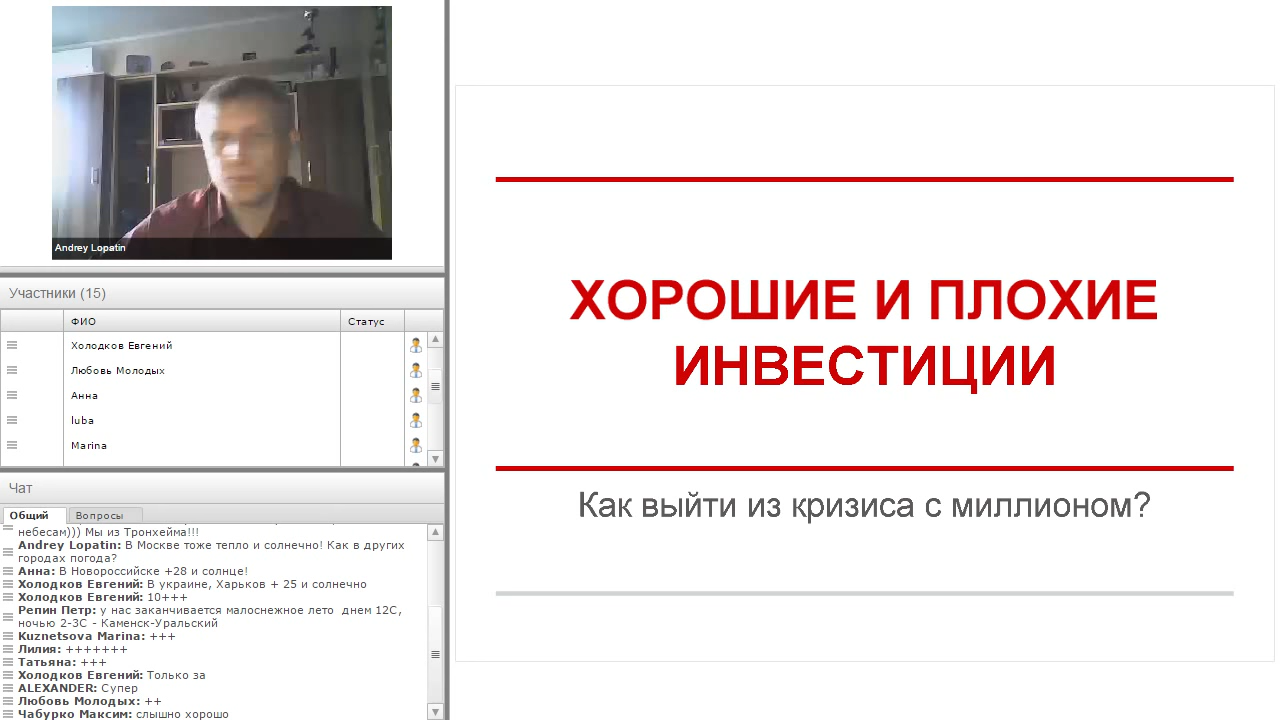 Andrey Lopatin
Участники (15)
ФИО
Статус
Холодков Евгений
Любовь Молодых
Анна
luba
Marina
Чат
Общий
Вопросы
небесам))) Мы из Тронхейма!!!
Andrey Lopatin: В Москве тоже тепло и солнечно! Как в других
городах погода?
Анна: В Новороссийске +28 и солнце!
Холодков Евгений: В украине, Харьков + 25 и солнечно
Холодков Евгений: 10+++
Репин Петр: у нас заканчивается малоснежное лето днем 12С,
ночью 2-3С - Каменск-Уральский
Kuznetsova Marina: +++
Лилия: +++++++
Татьяна: +++
Холодков Евгений: Только за
ALEXANDER: Супер
Любовь Молодых: ++
Чабурко Максим: слышно хорошо
ХОРОШИЕ И ПЛОХИЕ
ИНВЕСТИЦИИ
Как выйти из кризиса с миллионом?